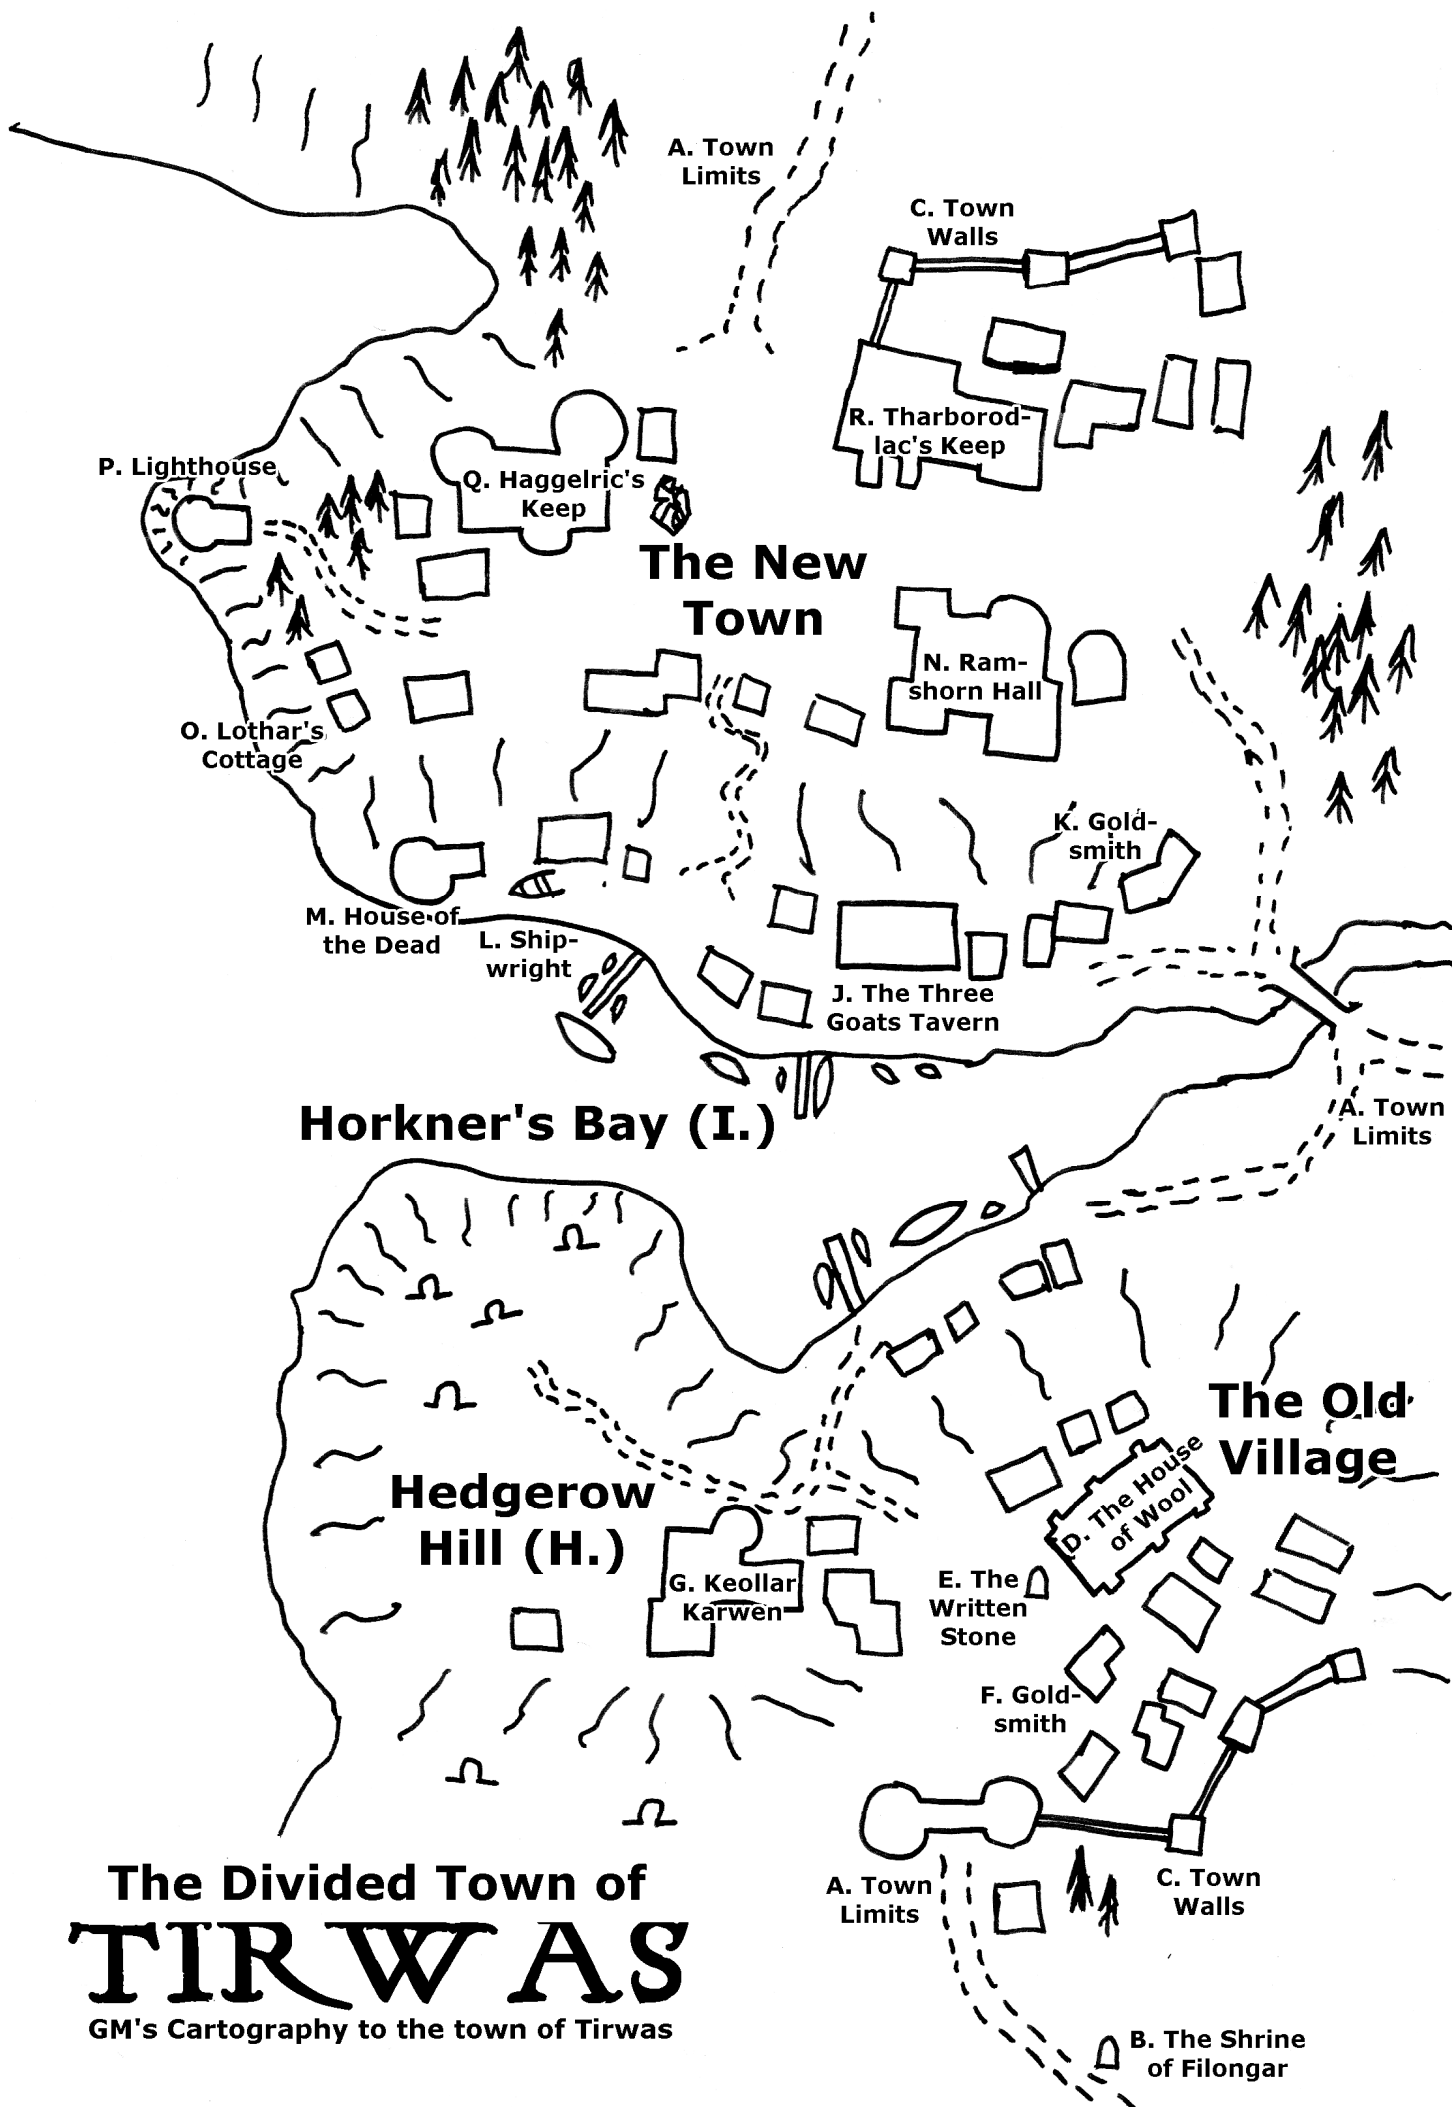 A. Town
Limits
C. Town
Walls
R. Tharborod-
lac's Keep
P. Lighthouse
Q. Haggelric's
Keep
The New
Town
N. Ram-
shorn Hall
O. Lothar's
Cottage
K. Gold-
smith
M. House of
the Dead
L. Ship-
wright
J. The Three
Goats Tavern
Horkner's Bay (I.)
A. Town
Limits
The Old
Village
Hedgerow
Hill (H.)
D. The House
of Wool
G. Keollar
Karwen
E. The
Written
Stone
F. Gold-
smith
A. Town
Limits
C. Town
Walls
The Divided Town of
TIRWAS
GM's Cartography to the town of Tirwas
B. The Shrine
of Filongar